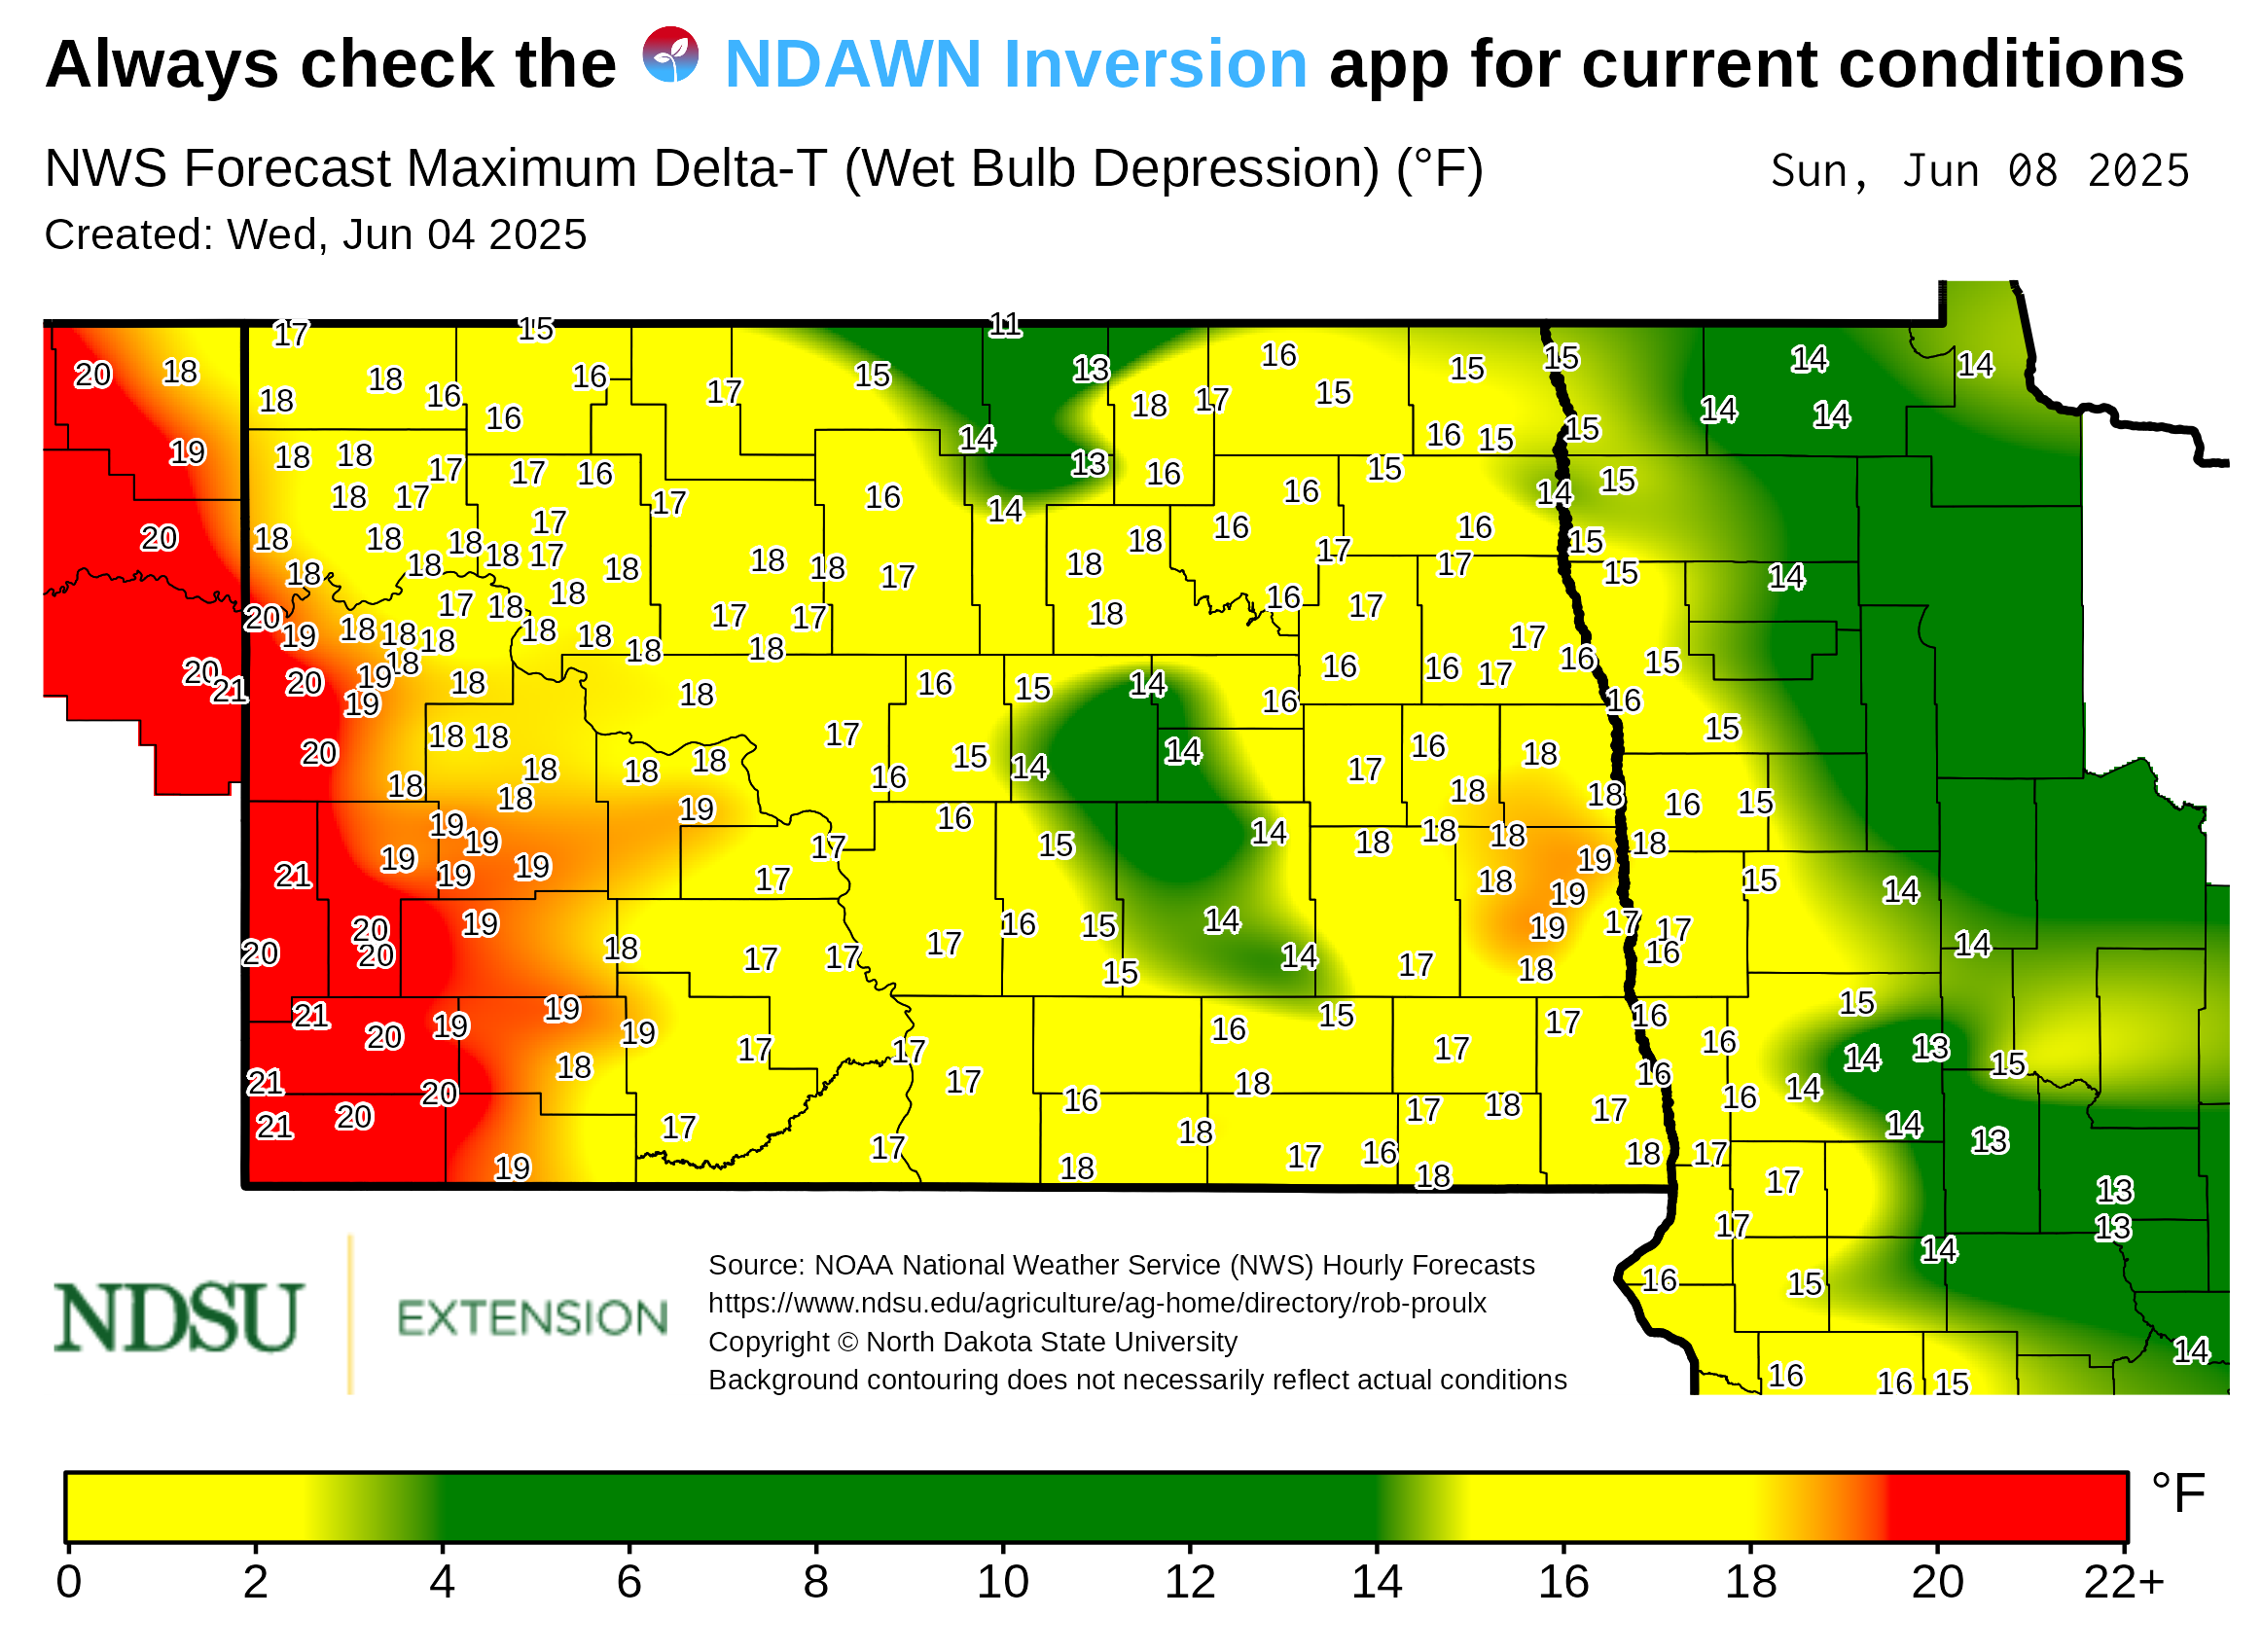 Always check the NDAWN Inversion app for current conditions
NWS Forecast Maximum Delta-T (Wet Bulb Depression) (°F) Sun, Jun 08 2025
Created: Wed, Jun 04 2025
17 15 11
20 18 18 16 15 13 16 15 15 14 14
18 16 16 17 18 17 15 14 14
19 18 18 17 17 16 14 13 16 16 15 15 15
18 17 17 16 14 16 15 14 15
20 18 18 18 18 17 17 18 18 18 17 18 18 16 17 16 17 15
18 18 17 18 18 18 17 17 18 16 17 15 14
20 19 18 18 18 18 18 18 18 17 16
20 21 20 19 18 19 18 18 16 15 14 16 16 16 17 16 15
20 18 18 18 18 18 17 15 14 14 17 16 18 16 15
18 18 19 16 16 18 18 16 15
19 19 19 19 19 17 15 14 18 18 18 19 18
21 17 18 19 15 14
20 20 20 19 18 17 17 17 16 15 14 14 19 17 17 16 14
15 17 18
21 20 19 19 19 17 17 16 15 17 17 16 16 15 14 13 15
21 20 18 17 16 18 17 18 17 16 16 14
21 20 17 17 18 17 16 18 17 14 13
19 18 18 17 13
17 13
16 15 14
14
16 16 15
NDSU EXTENSION
Source: NOAA National Weather Service (NWS) Hourly Forecasts
https://www.ndsu.edu/agriculture/ag-home/directory/rob-proulx
Copyright © North Dakota State University
Background contouring does not necessarily reflect actual conditions
°F
0 2 4 6 8 10 12 14 16 18 20 22+